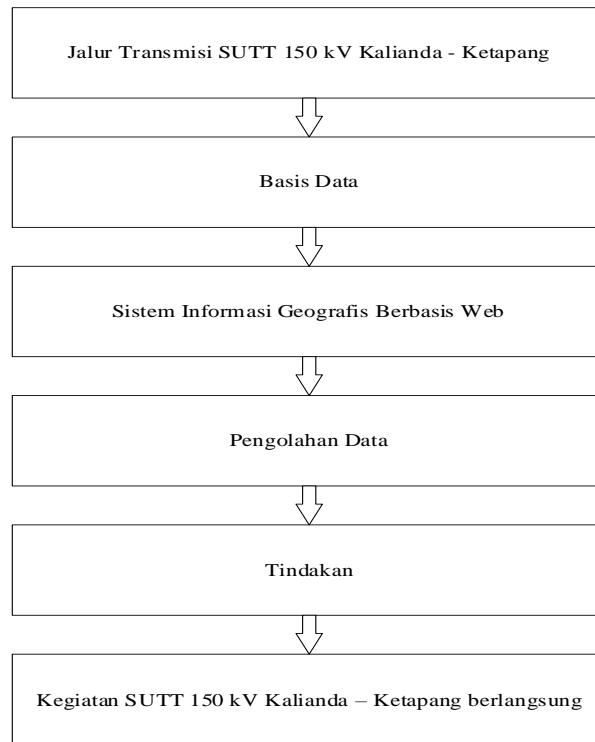 Jalur Transmisi SUTT 150 kV Kalianda - Ketapang
Basis Data
Sistem Informasi Geografis Berbasis Web
Pengolahan Data
Tindakan
Kegiatan SUTT 150 kV Kalianda – Ketapang berlangsung